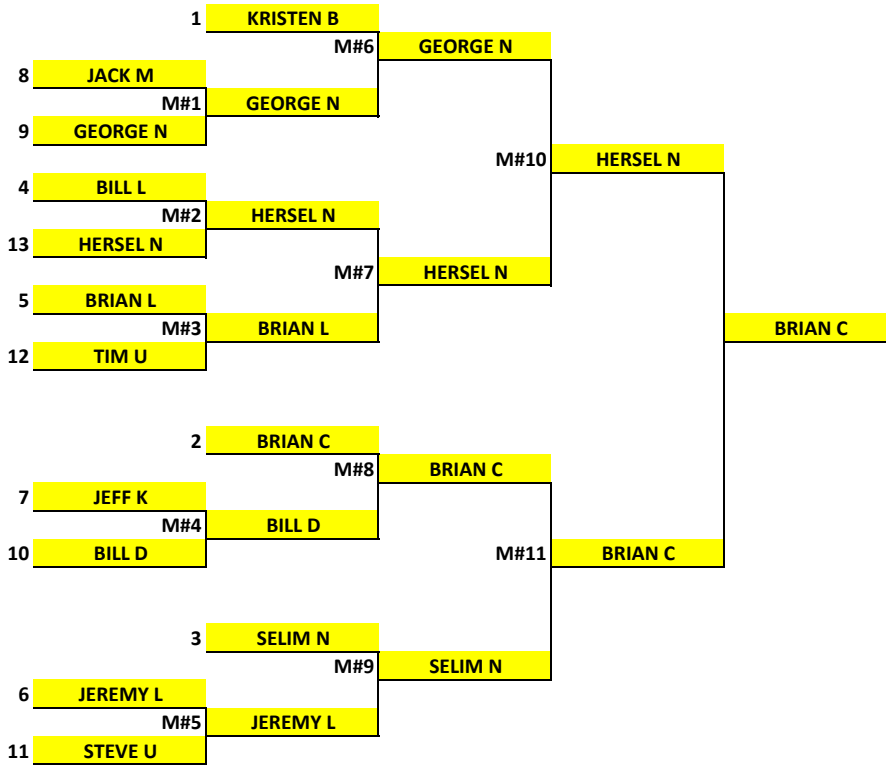 1 KRISTEN B
M#6 GEORGE N
8 JACK M
M#1 GEORGE N
9 GEORGE N
M#10 HERSEL N
4 BILL L
M#2 HERSEL N
13 HERSEL N
M#7 HERSEL N
5 BRIAN L
M#3 BRIAN L BRIAN C
12 TIM U
2 BRIAN C
M#8 BRIAN C
7 JEFF K
M#4 BILL D
10 BILL D M#11 BRIAN C
3 SELIM N
M#9 SELIM N
6 JEREMY L
M#5 JEREMY L
11 STEVE U